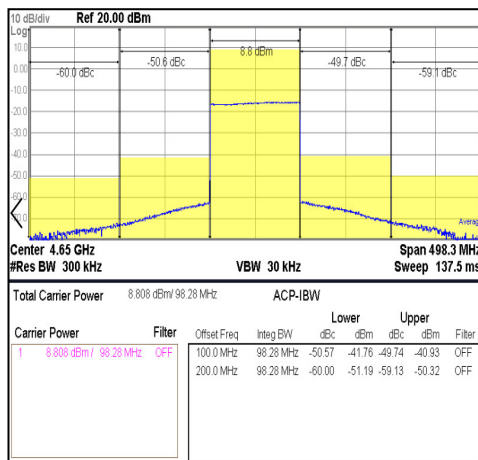 10 dB/div Ref 20.00 dBm
Log
10.0
0.00
-10.0
-20.0
-30.0
-40.0
-50.0
-60.0
-60.0 dBc
-50.6 dBc
8.8 dBm
-49.7 dBc
-59.1 dBc
Average
Center 4.65 GHz Span 498.3 MHz
#Res BW 300 kHz VBW 30 kHz Sweep 137.5 ms
Total Carrier Power 8.808 dBm/ 98.28 MHz ACP-IBW
Lower Upper
Carrier Power Filter Offset Freq Integ BW dBc dBm dBc dBm Filter
1 8.808 dBm / 98.28 MHz OFF 100.0 MHz 98.28 MHz -50.57 -41.76 -49.74 -40.93 OFF
200.0 MHz 98.28 MHz -60.00 -51.19 -59.13 -50.32 OFF